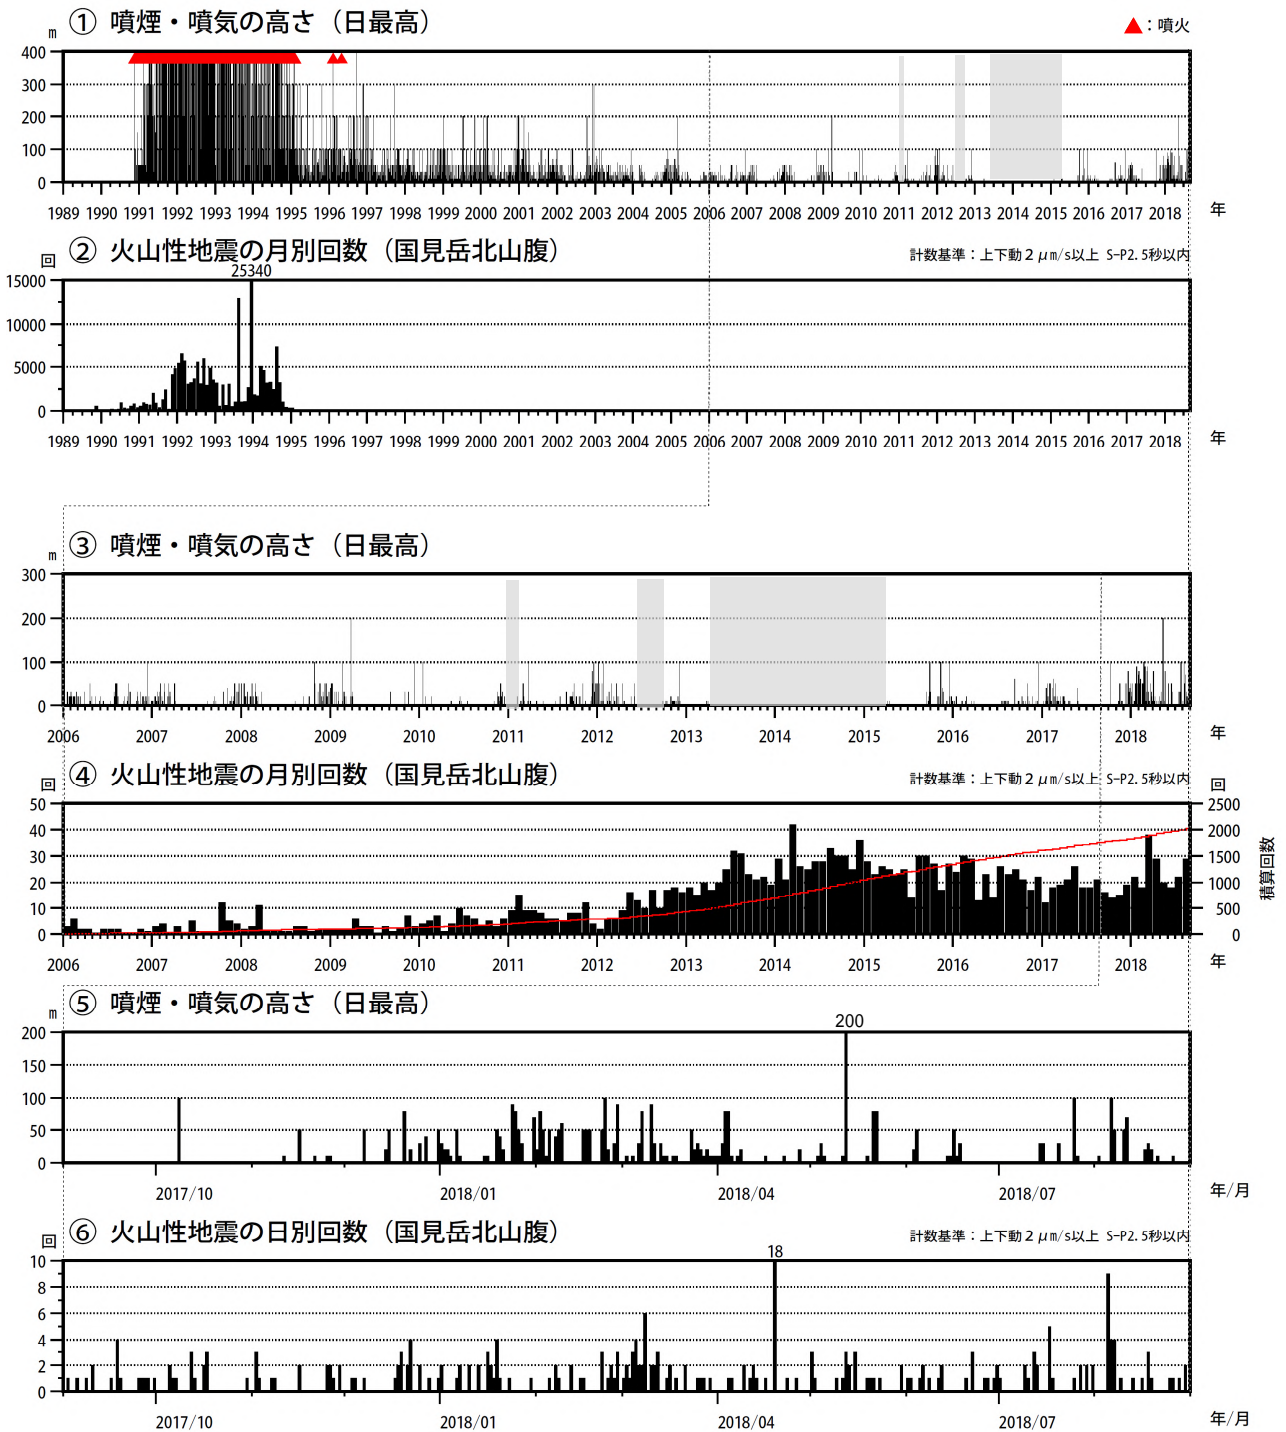 ① 噴煙・噴気の高さ（日最高）
▲：噴火
m
400
300
200
100
0
1989 1990 1991 1992 1993 1994 1995 1996 1997 1998 1999 2000 2001 2002 2003 2004 2005 2006 2007 2008 2009 2010 2011 2012 2013 2014 2015 2016 2017 2018 年
② 火山性地震の月別回数（国見岳北山腹）
計数基準：上下動２μm/s以上 S-P2.5秒以内
回
25340
15000
10000
5000
0
1989 1990 1991 1992 1993 1994 1995 1996 1997 1998 1999 2000 2001 2002 2003 2004 2005 2006 2007 2008 2009 2010 2011 2012 2013 2014 2015 2016 2017 2018 年
③ 噴煙・噴気の高さ（日最高）
m
300
200
100
0
2006 2007 2008 2009 2010 2011 2012 2013 2014 2015 2016 2017 2018 年
④ 火山性地震の月別回数（国見岳北山腹）
計数基準：上下動２μm/s以上 S-P2.5秒以内
回 回
50 2500
40 2000
30 1500
20 1000
10 500
0 0
積算回数
2006 2007 2008 2009 2010 2011 2012 2013 2014 2015 2016 2017 2018 年
⑤ 噴煙・噴気の高さ（日最高）
m
200
200
150
100
50
0
2017/10 2018/01 2018/04 2018/07 年/月
⑥ 火山性地震の日別回数（国見岳北山腹）
計数基準：上下動２μm/s以上 S-P2.5秒以内
回
18
10
8
6
4
2
0
2017/10 2018/01 2018/04 2018/07 年/月